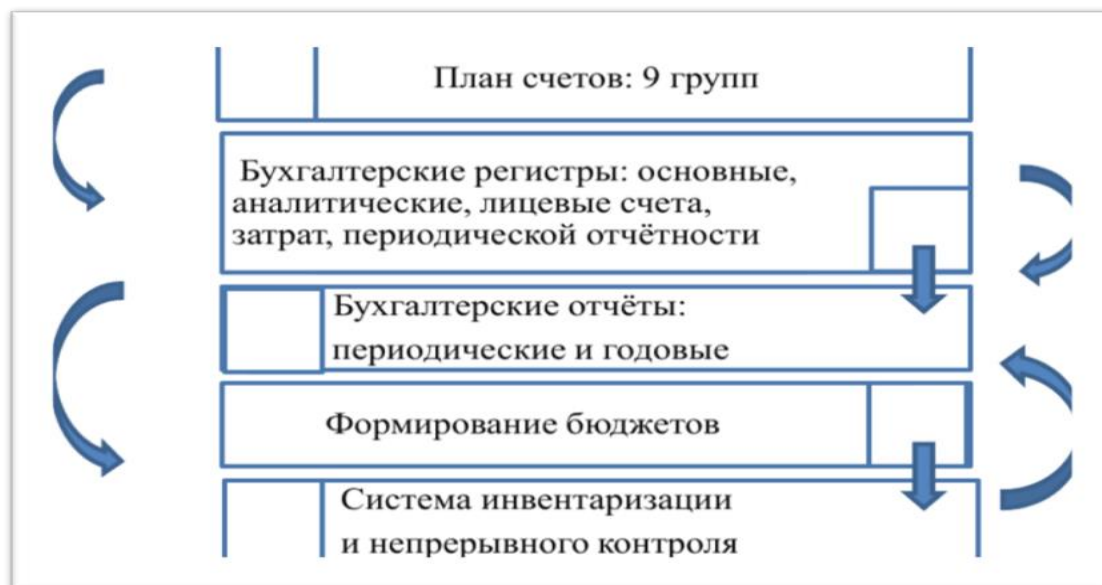 План счетов: 9 групп
Бухгалтерские регистры: основные,
аналитические, лицевые счета,
затрат, периодической отчётности
Бухгалтерские отчёты:
периодические и годовые
Формирование бюджетов
Система инвентаризации
и непрерывного контроля